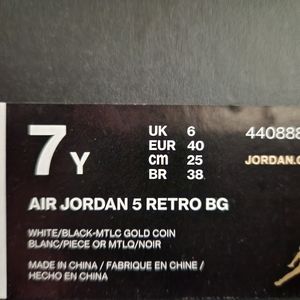 7 Y
UK 6
EUR 40
cm 25
BR 38
440888
JORDAN.
AIR JORDAN 5 RETRO BG
WHITE/BLACK-MTLC GOLD COIN
BLANC/PIECE OR MTLQ/NOIR
MADE IN CHINA / FABRIQUE EN CHINE /
HECHO EN CHINA